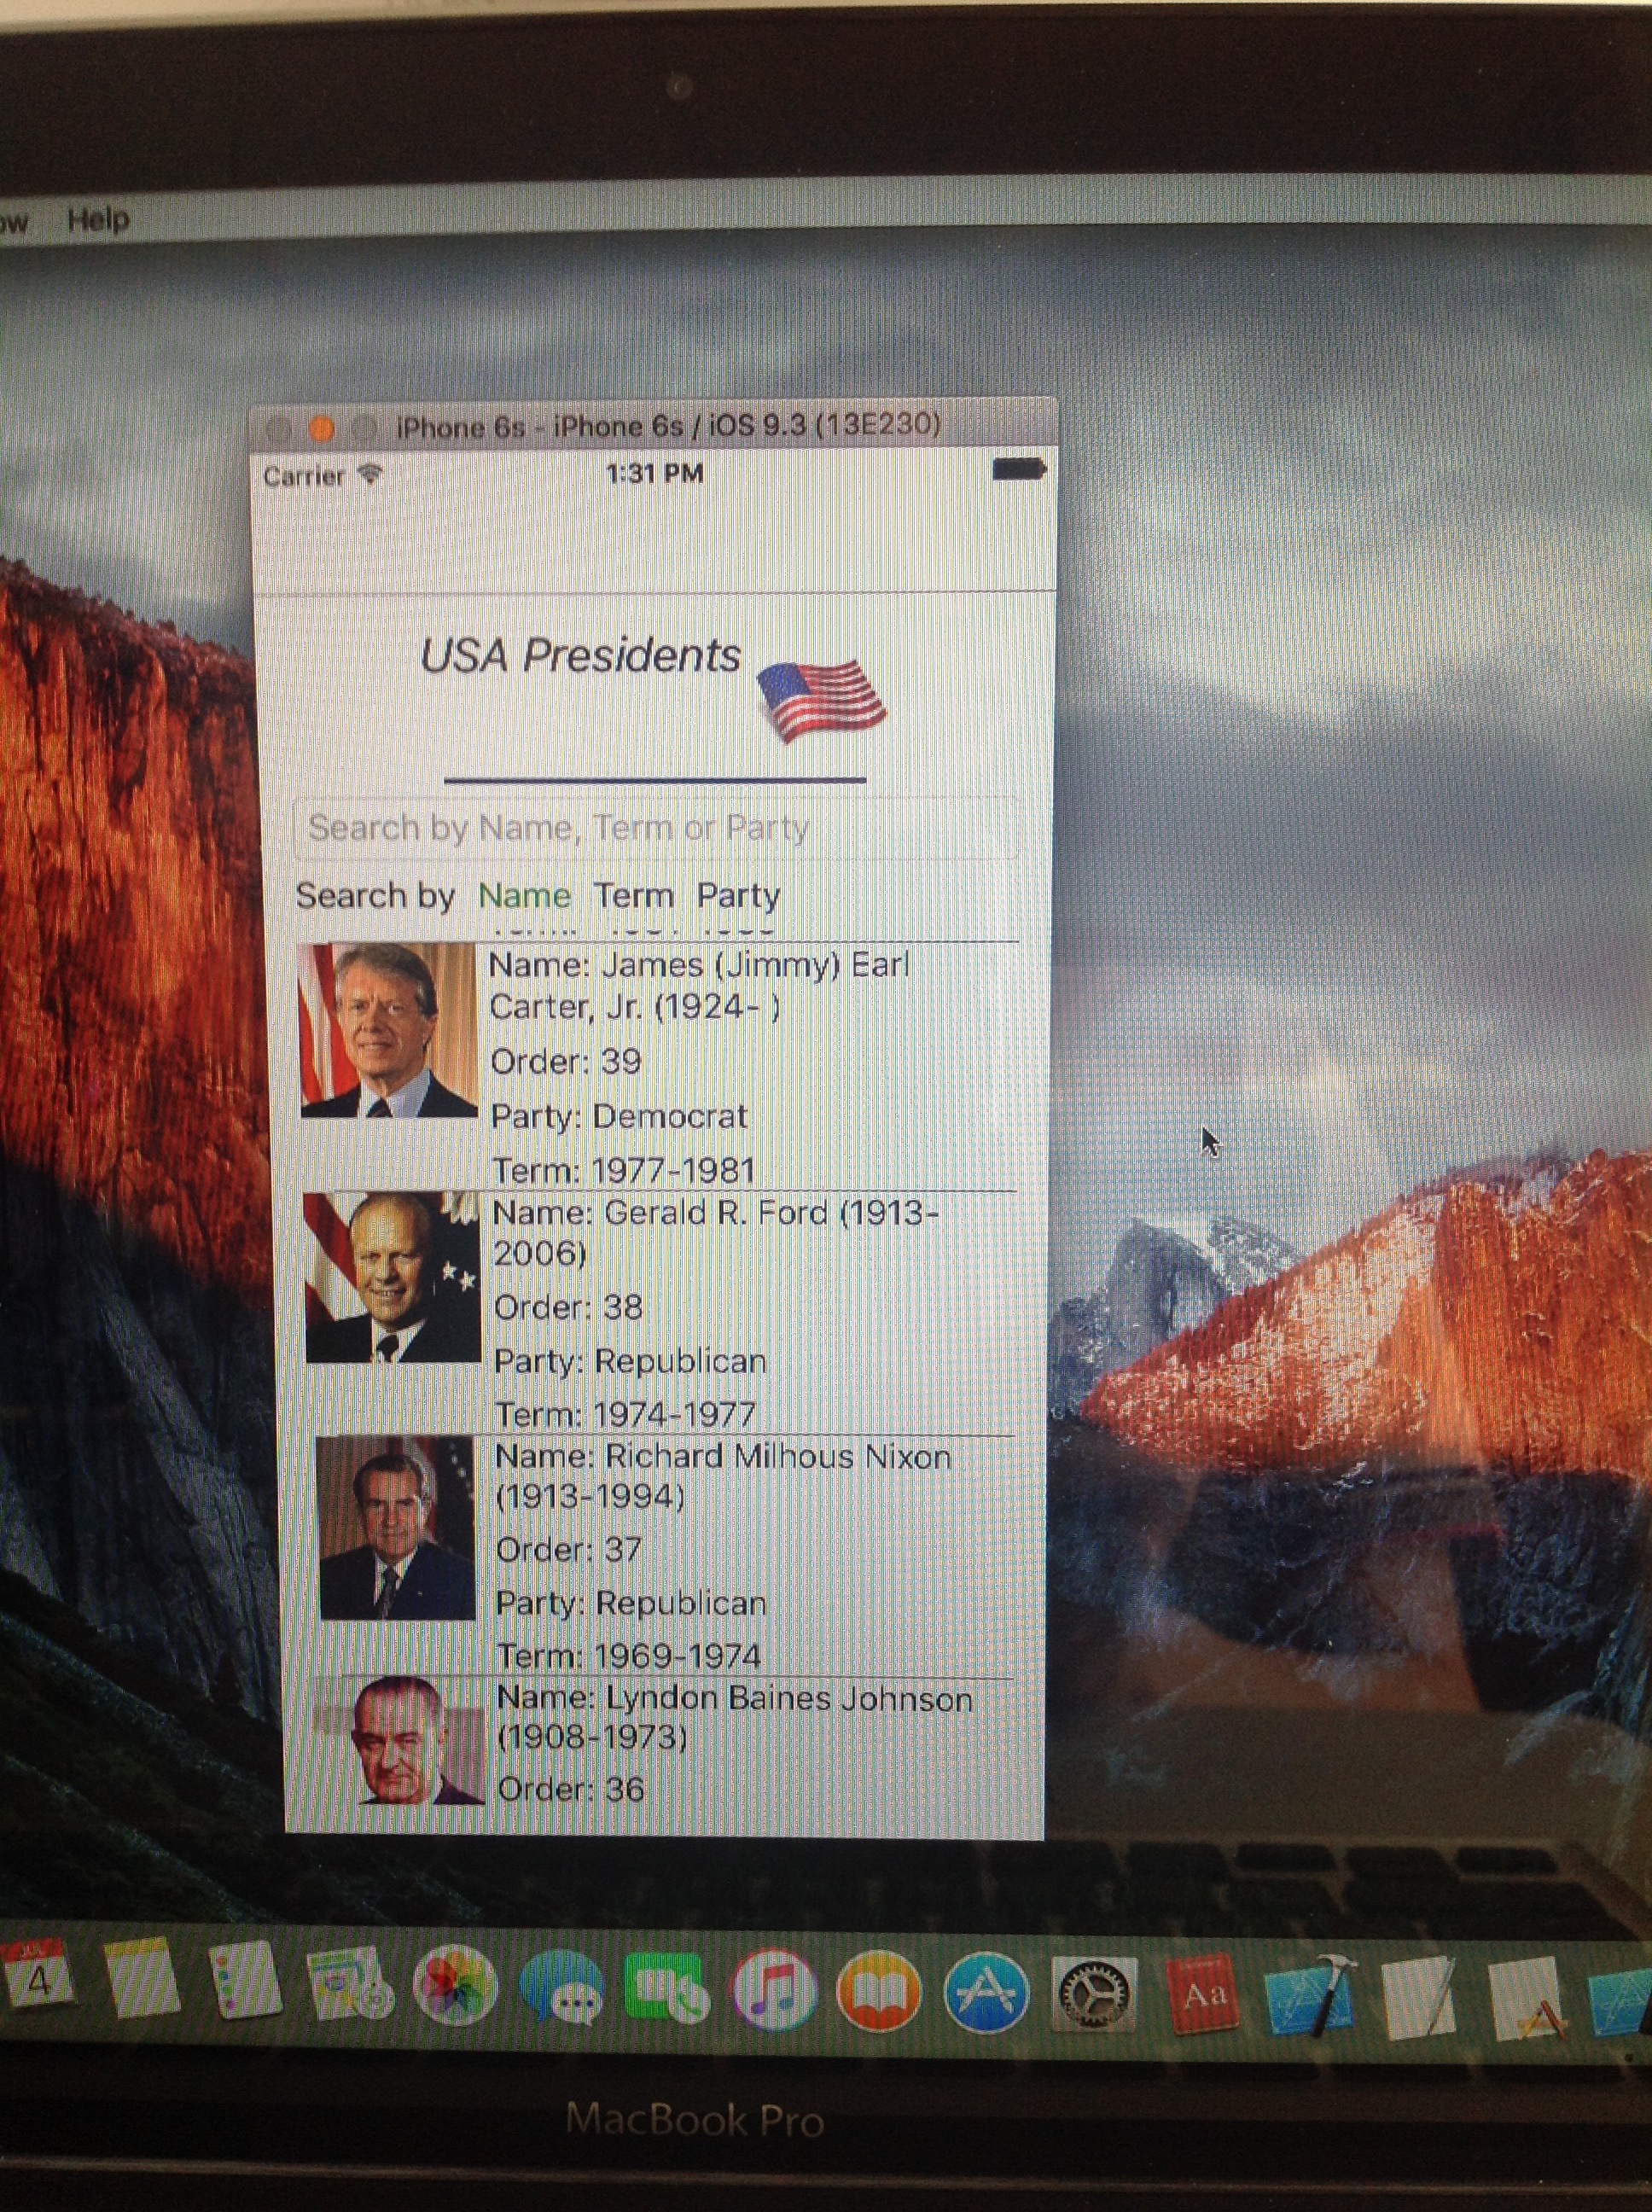 Help
iPhone 6s - iPhone 6s / iOS 9.3 (13E230)
Carrier
1:31 PM
USA Presidents
Search by Name, Term or Party
Search by Name Term Party
Name: James (Jimmy) Earl
Carter, Jr. (1924- )
Order: 39
Party: Democrat
Term: 1977-1981
Name: Gerald R. Ford (1913-
2006)
Order: 38
Party: Republican
Term: 1974-1977
Name: Richard Milhous Nixon
(1913-1994)
Order: 37
Party: Republican
Term: 1969-1974
Name: Lyndon Baines Johnson
(1908-1973)
Order: 36
JUL
4
Aa
MacBook Pro